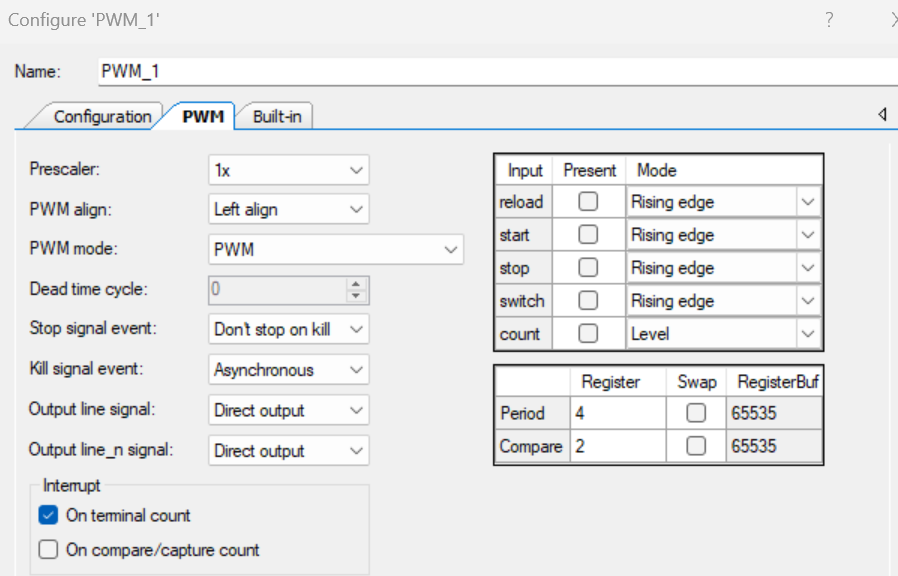 Configure 'PWM_1' ?
Name: PWM_1
Configuration PWM Built-in
Prescaler: 1x
PWM align: Left align
PWM mode: PWM
Dead time cycle: 0
Stop signal event: Don't stop on kill
Kill signal event: Asynchronous
Output line signal: Direct output
Output line_n signal: Direct output
Interrupt
On terminal count
On compare/capture count
Input Present Mode
reload Rising edge
start Rising edge
stop Rising edge
switch Rising edge
count Level
Register Swap RegisterBuf
Period 4 65535
Compare 2 65535